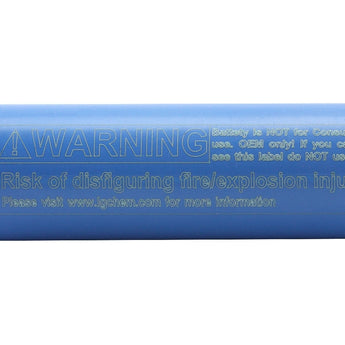 ⚠WARNING
Battery is NOT for Consu
use. OEM only! If you ca
see this label do NOT us
Risk of disfiguring fire/explosion inju
Please visit www.lgchem.com for more information